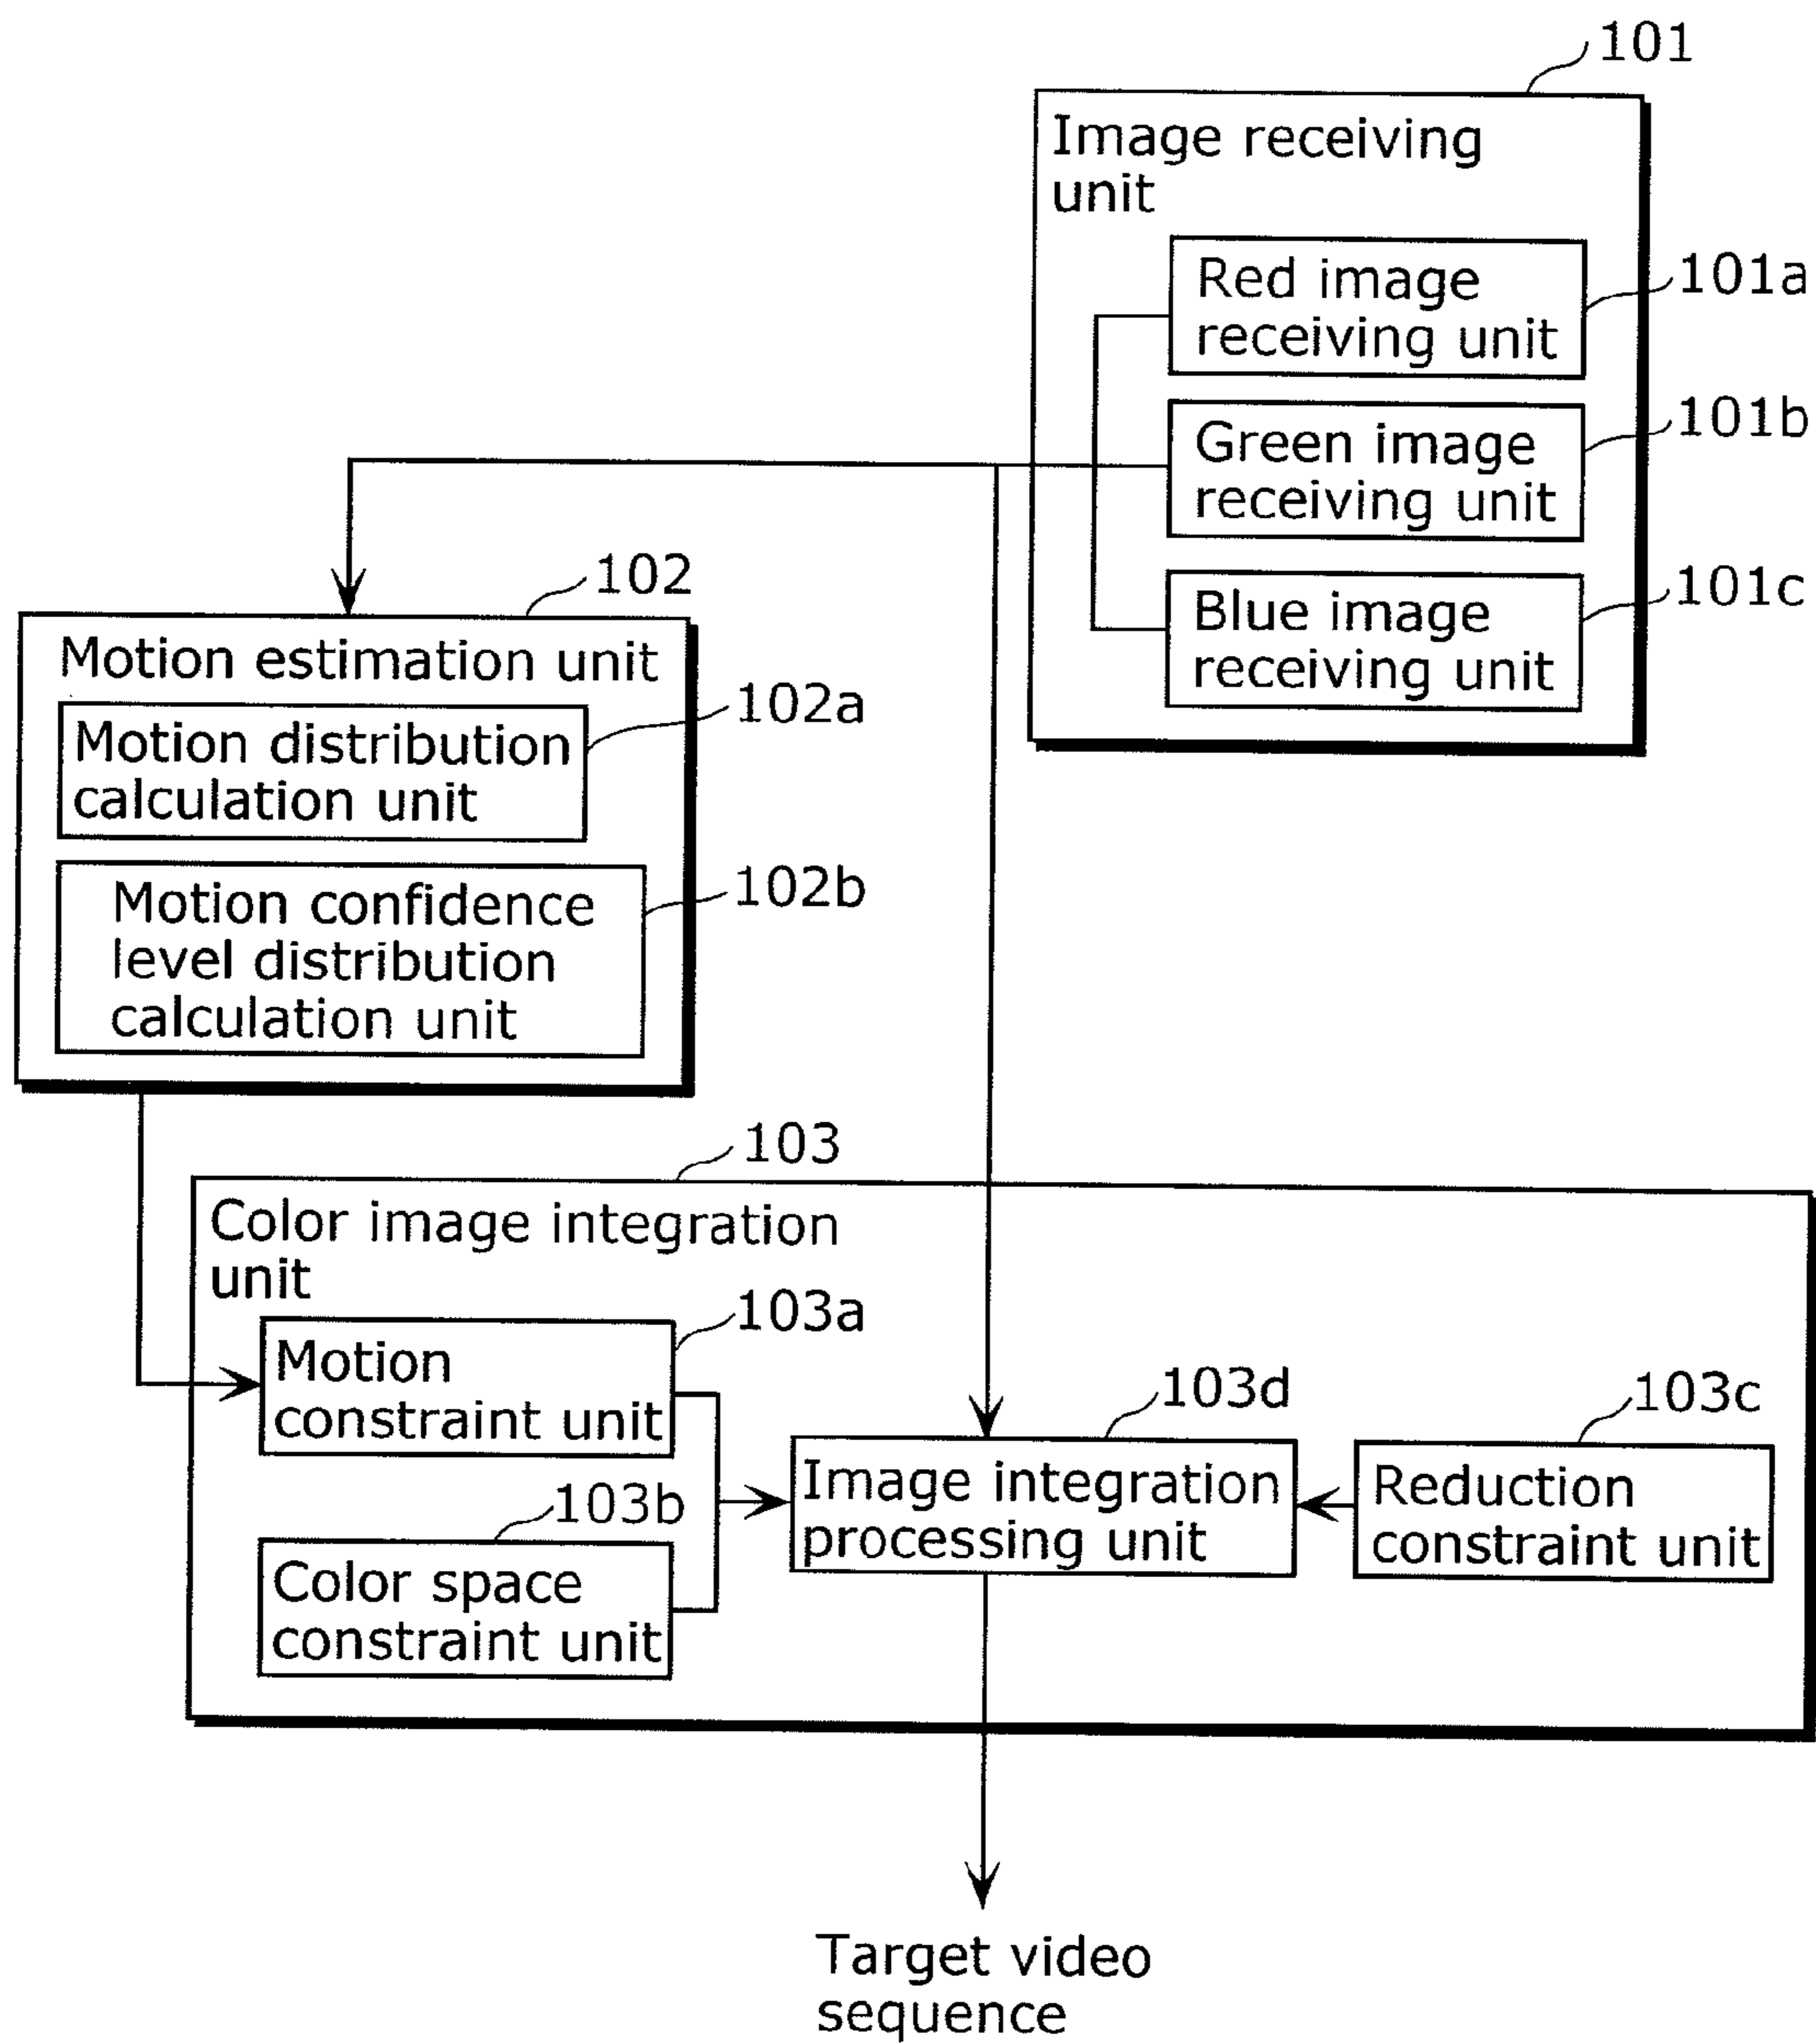 101
Image receiving
unit
Red image
receiving unit
101a
Green image
receiving unit
101b
Blue image
receiving unit
101c
102
Motion estimation unit
102a
Motion distribution
calculation unit
102b
Motion confidence
level distribution
calculation unit
103
Color image integration
unit
103a
Motion
constraint unit
103b
Color space
constraint unit
103d
Image integration
processing unit
103c
Reduction
constraint unit
Target video
sequence